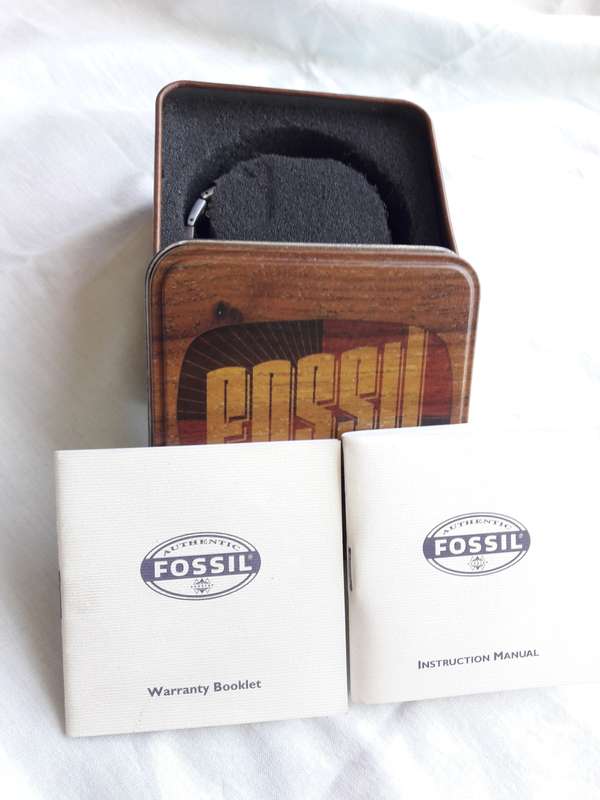 FOSSIL
AUTHENTIC
FOSSIL®
Warranty Booklet
AUTHENTIC
FOSSIL®
INSTRUCTION MANUAL